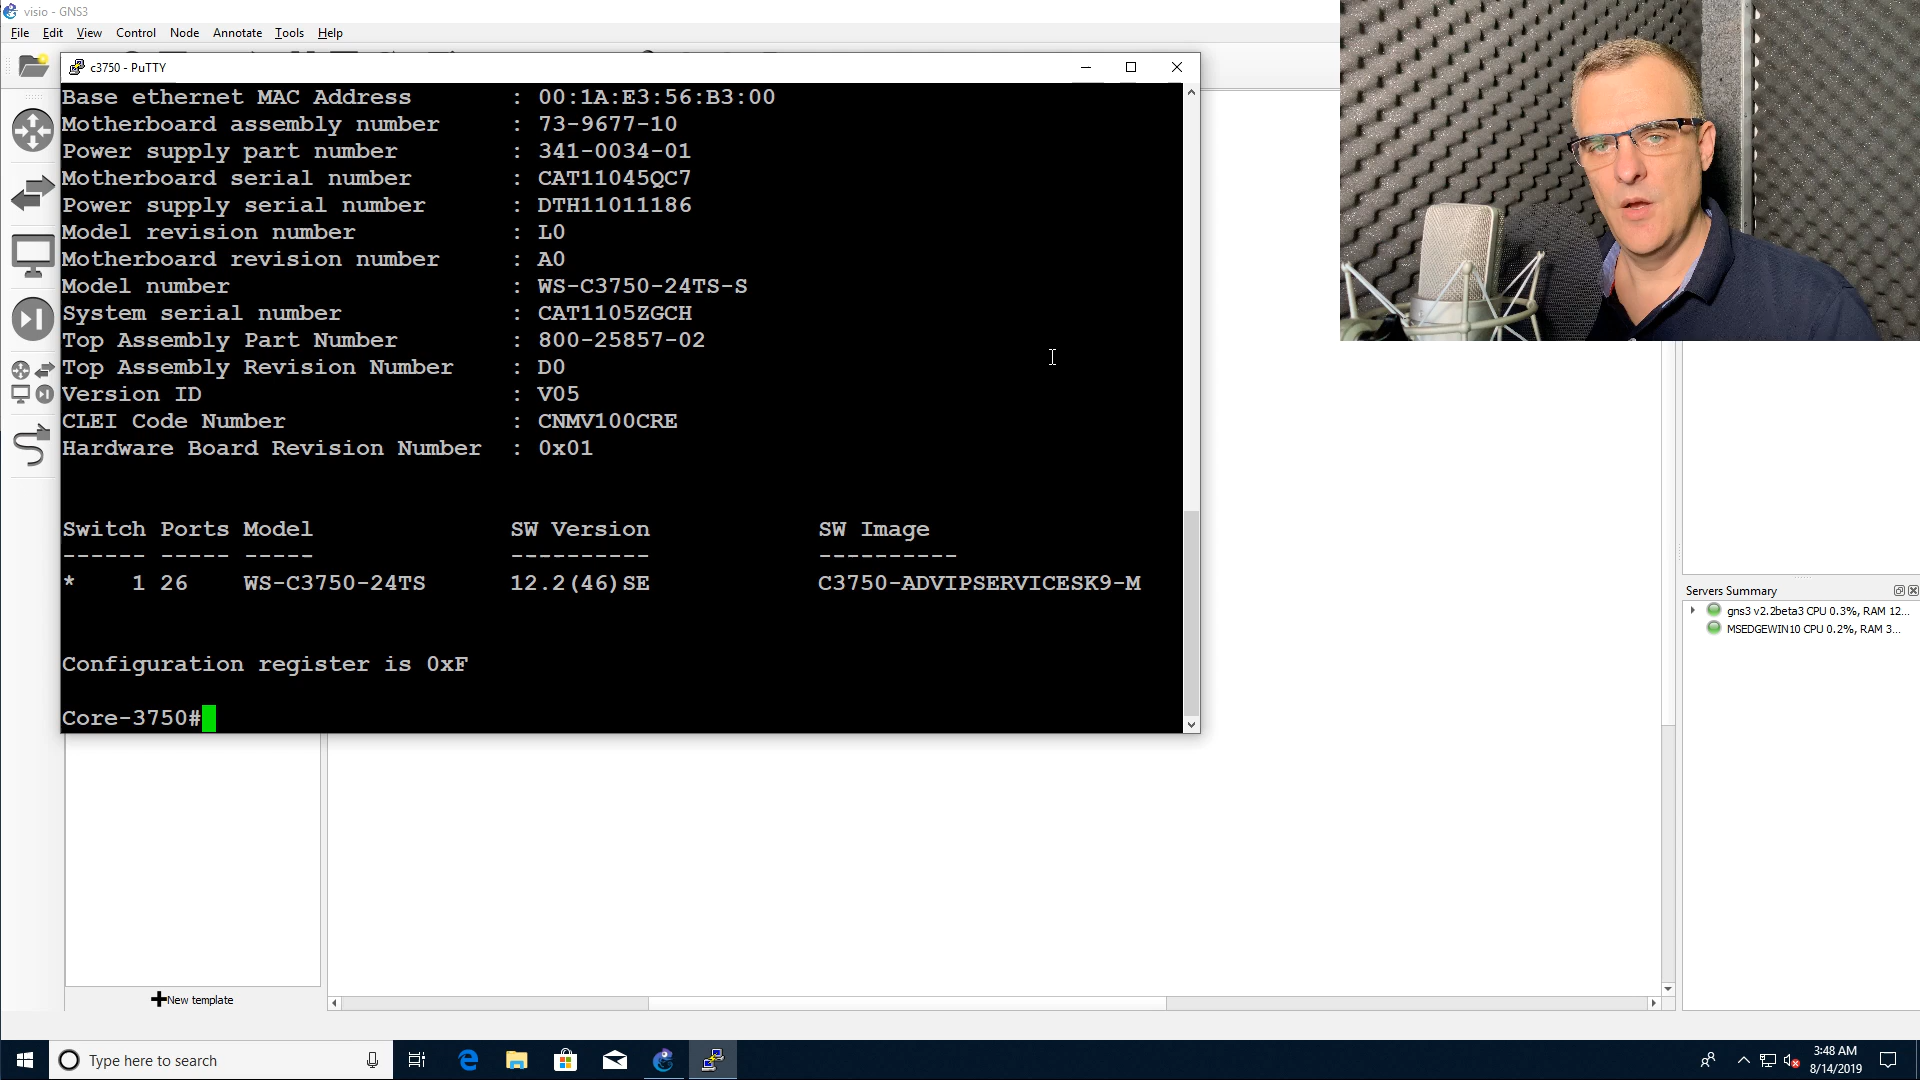 visio - GNS3
File Edit View Control Node Annotate Tools Help
c3750 - PuTTY
Base ethernet MAC Address : 00:1A:E3:56:B3:00
Motherboard assembly number : 73-9677-10
Power supply part number : 341-0034-01
Motherboard serial number : CAT11045QC7
Power supply serial number : DTH11011186
Model revision number : L0
Motherboard revision number : A0
Model number : WS-C3750-24TS-S
System serial number : CAT1105ZGCH
Top Assembly Part Number : 800-25857-02
Top Assembly Revision Number : D0
Version ID : V05
CLEI Code Number : CNMV100CRE
Hardware Board Revision Number : 0x01
Switch Ports Model SW Version SW Image
------ ----- ----- ---------- ----------
* 1 26 WS-C3750-24TS 12.2(46)SE C3750-ADVIPSERVICESK9-M
Configuration register is 0xF
Core-3750#
Servers Summary
gns3 v2.2beta3 CPU 0.3%, RAM 12...
MSEDGEWIN10 CPU 0.2%, RAM 3...
New template
Type here to search
3:48 AM
8/14/2019